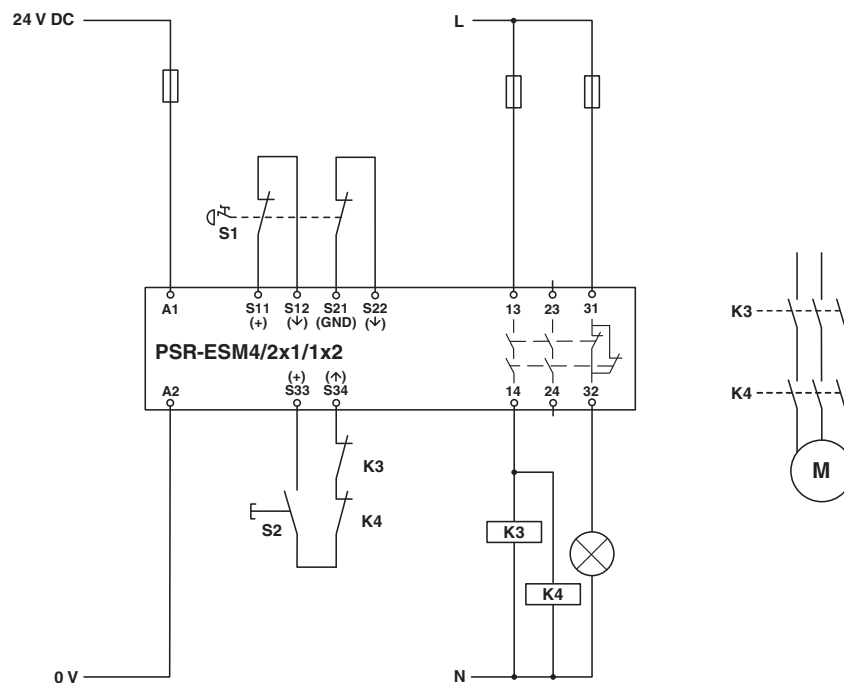 24 V DC
L
S1
A1
S11 S12 S21 S22
(+) (↓) (GND) (↓)
13 23 31
PSR-ESM4/2x1/1x2
(+) (↑)
A2
S33 S34
14 24 32
K3
K4
M
K3
K4
S2
K3
K4
0 V
N